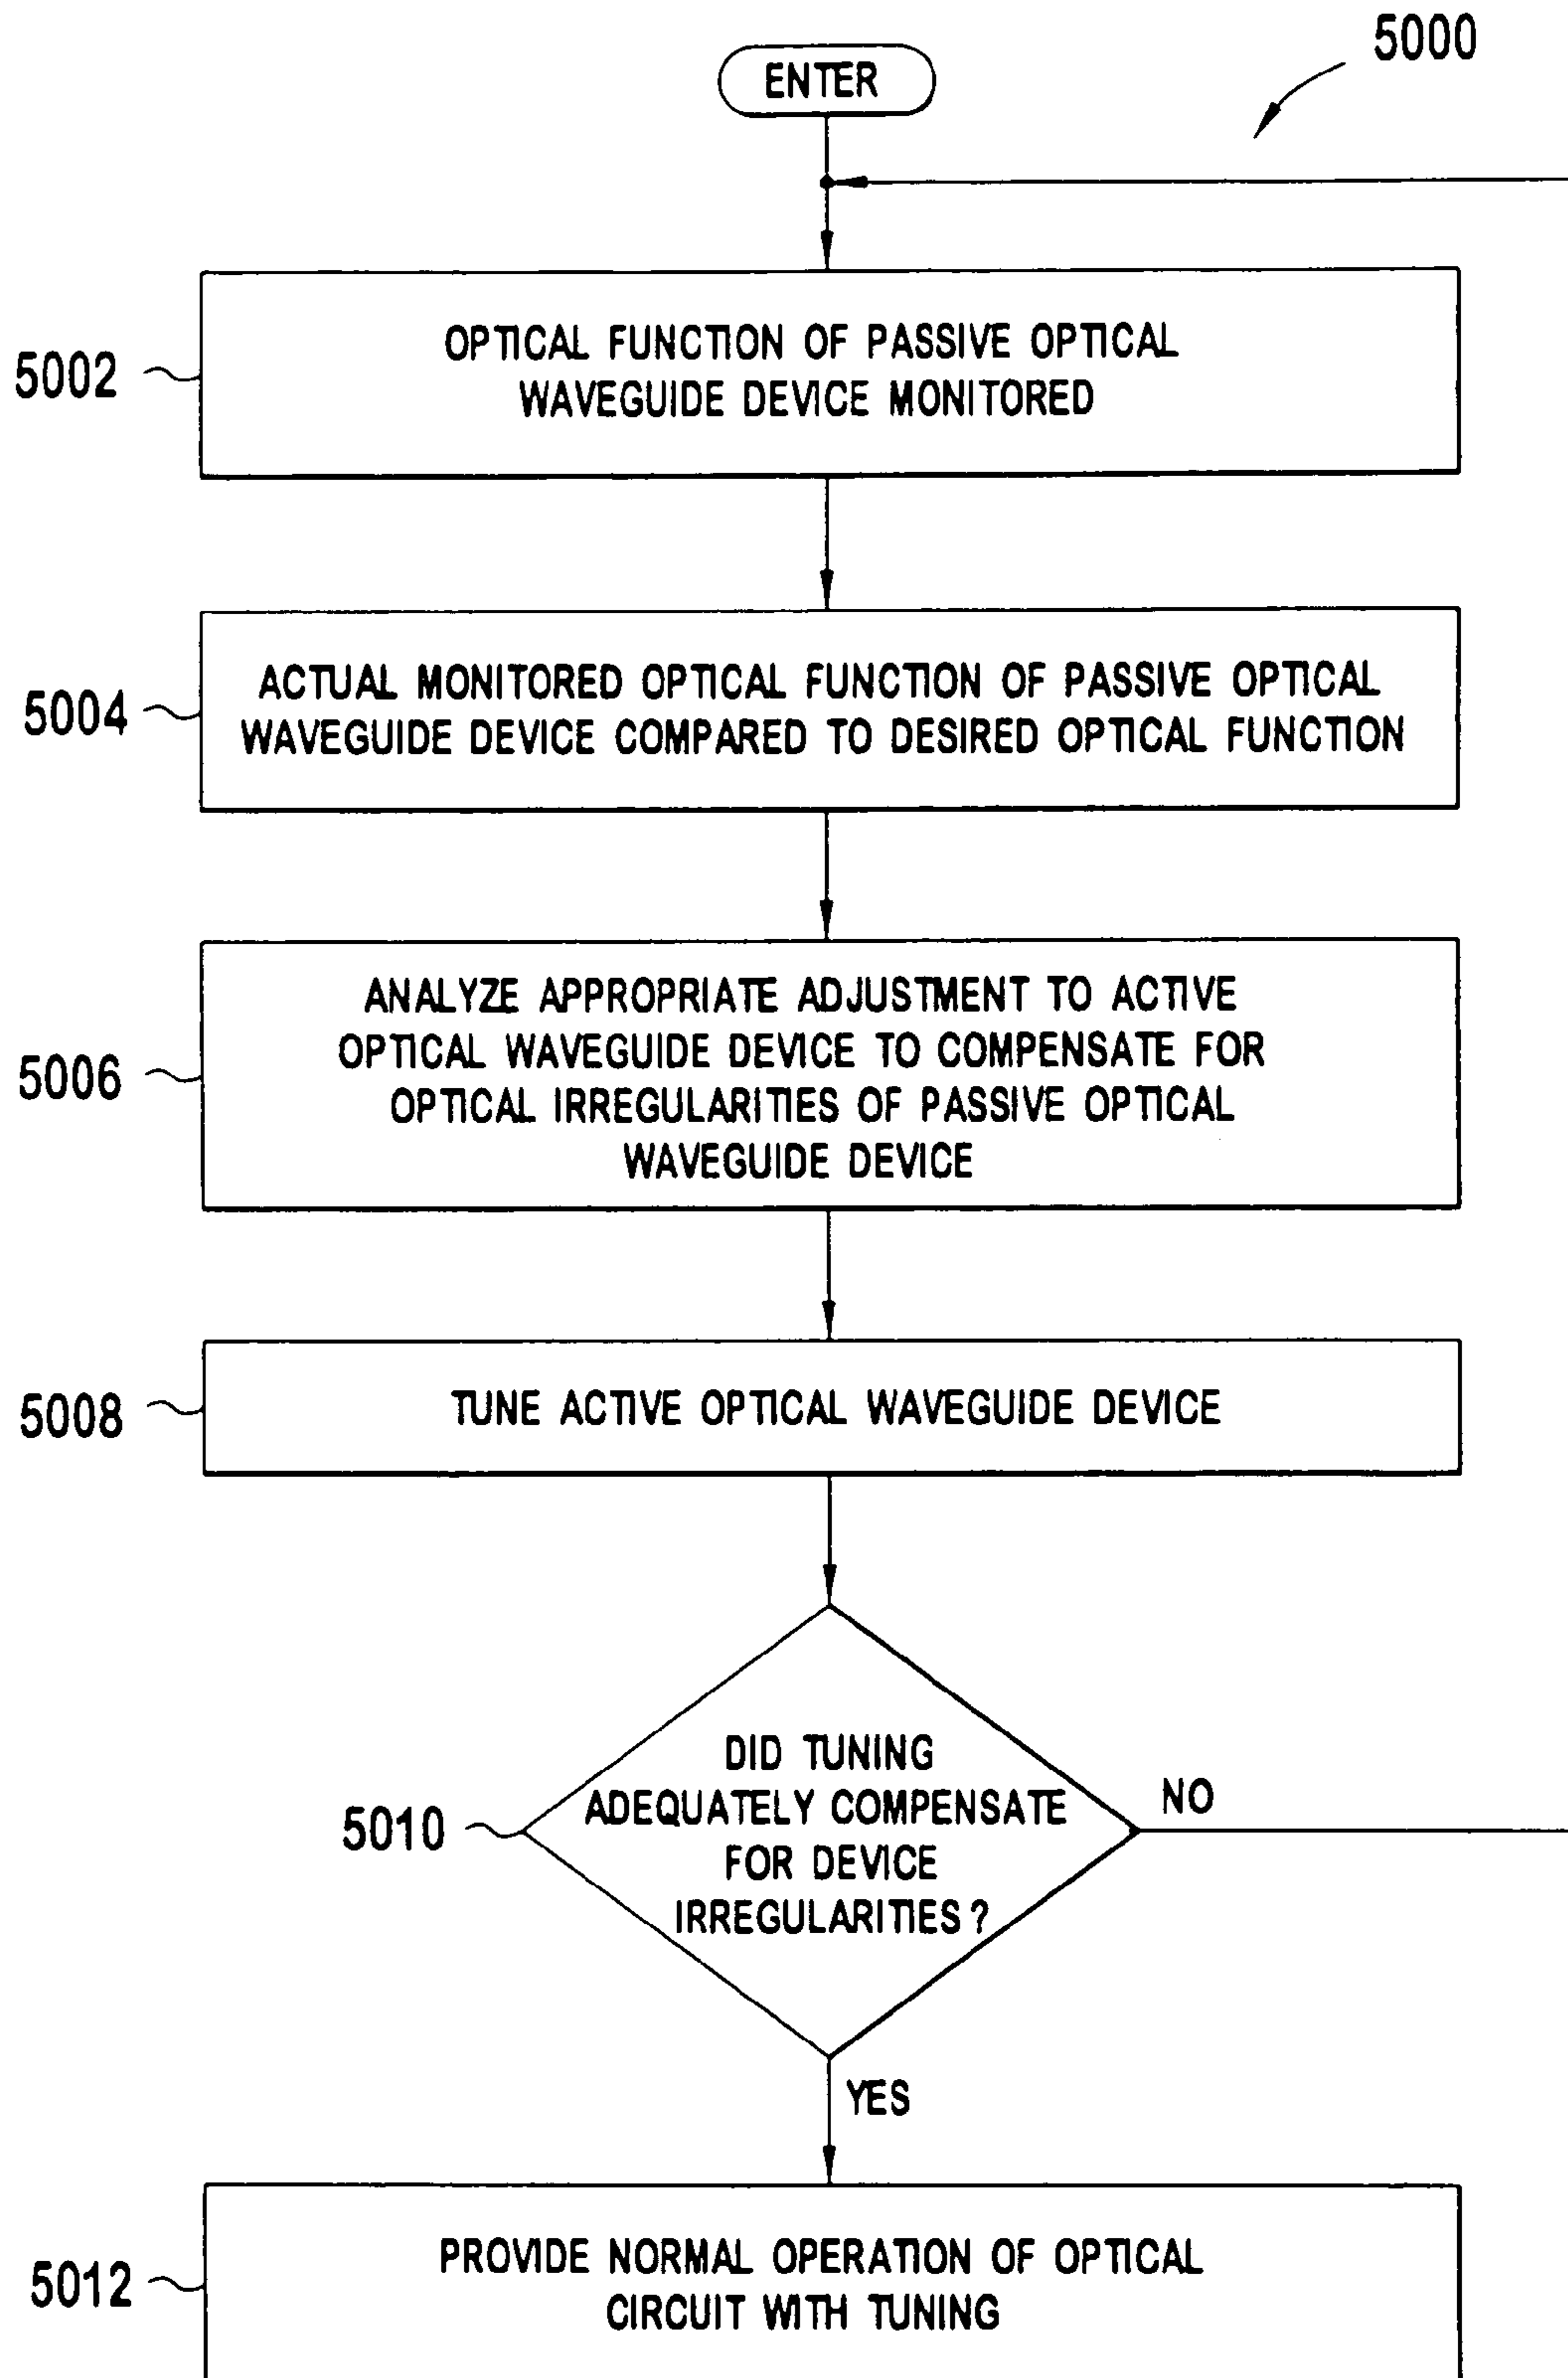 5000
ENTER
5002
OPTICAL FUNCTION OF PASSIVE OPTICAL
WAVEGUIDE DEVICE MONITORED
5004
ACTUAL MONITORED OPTICAL FUNCTION OF PASSIVE OPTICAL
WAVEGUIDE DEVICE COMPARED TO DESIRED OPTICAL FUNCTION
5006
ANALYZE APPROPRIATE ADJUSTMENT TO ACTIVE
OPTICAL WAVEGUIDE DEVICE TO COMPENSATE FOR
OPTICAL IRREGULARITIES OF PASSIVE OPTICAL
WAVEGUIDE DEVICE
5008
TUNE ACTIVE OPTICAL WAVEGUIDE DEVICE
5010
DID TUNING
ADEQUATELY COMPENSATE
FOR DEVICE
IRREGULARITIES?
NO
YES
5012
PROVIDE NORMAL OPERATION OF OPTICAL
CIRCUIT WITH TUNING